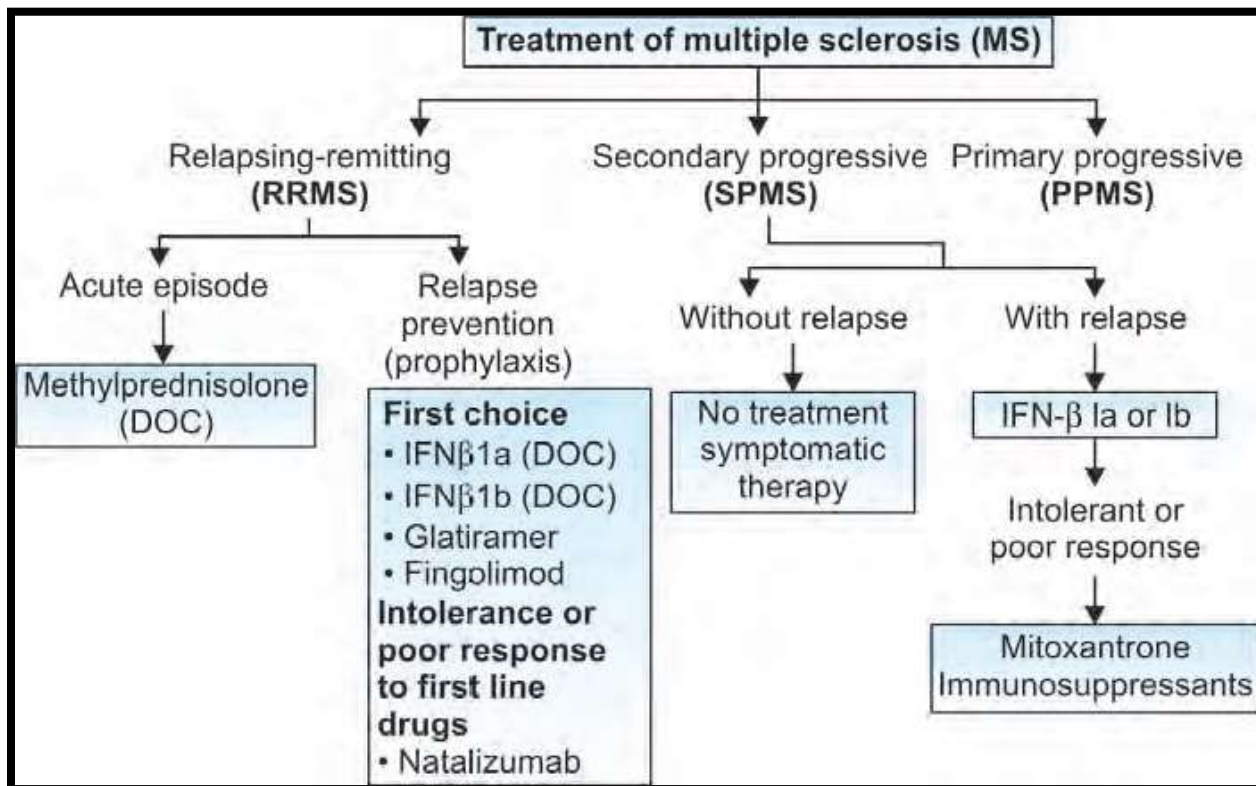 Treatment of multiple sclerosis (MS)
Relapsing-remitting
(RRMS)
Secondary progressive
(SPMS)
Primary progressive
(PPMS)
Acute episode
Methylprednisolone
(DOC)
Relapse
prevention
(prophylaxis)
First choice
• IFNβ1a (DOC)
• IFNβ1b (DOC)
• Glatiramer
• Fingolimod
Intolerance or
poor response
to first line
drugs
• Natalizumab
Without relapse
No treatment
symptomatic
therapy
With relapse
IFN-β Ia or Ib
Intolerant or
poor response
Mitoxantrone
Immunosuppressants